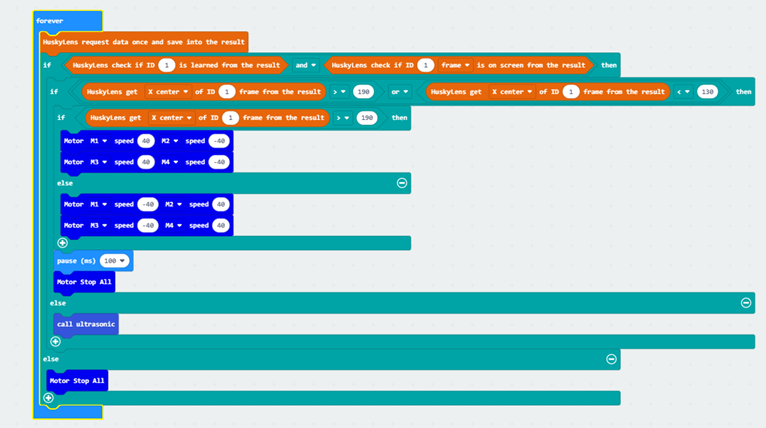 forever
HuskyLens request data once and save into the result
if HuskyLens check if ID 1 is learned from the result and HuskyLens check if ID 1 frame is on screen from the result then
if HuskyLens get X center of ID 1 frame from the result > 190 or HuskyLens get X center of ID 1 frame from the result < 130 then
if HuskyLens get X center of ID 1 frame from the result > 190 then
Motor M1 speed 40 M2 speed -40
Motor M3 speed 40 M4 speed -40
else
Motor M1 speed -40 M2 speed 40
Motor M3 speed -40 M4 speed 40
pause (ms) 100
Motor Stop All
else
call ultrasonic
else
Motor Stop All